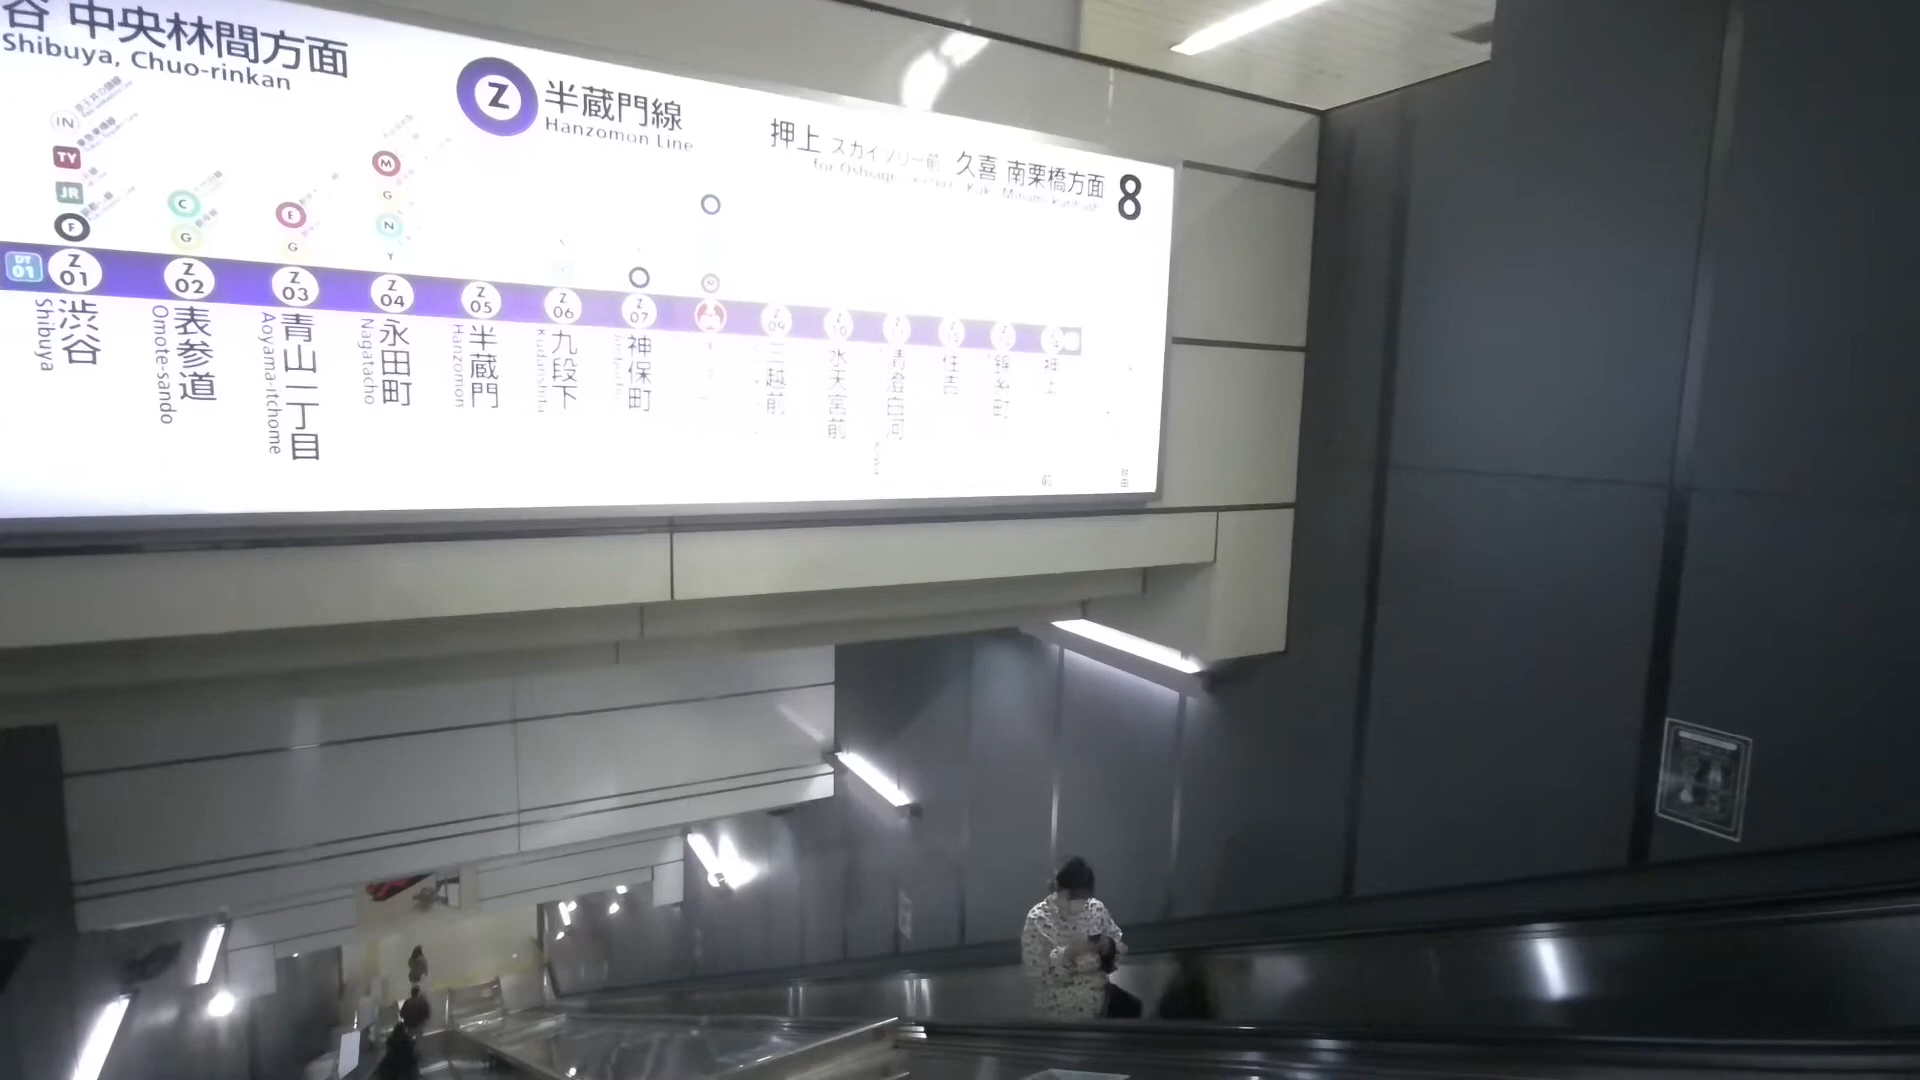 谷 中央林間方面
Shibuya, Chuo-rinkan
Z 半蔵門線
Hanzomon Line
押上 スカイツリー前 久喜 南栗橋方面 8
for Oshiage
IN
TY
JR
F
C
G
E
G
M
G
N
Y
DT 01
Z 01
Z 02
Z 03
Z 04
Z 05
Z 06
Z 07
09
10
渋谷
Shibuya
表参道
Omote-sando
青山一丁目
Aoyama-itchome
永田町
Nagatacho
半蔵門
Hanzomon
九段下
Kudanshita
神保町
三越前
水天宮前
清澄白河
住吉
錦糸町
押上